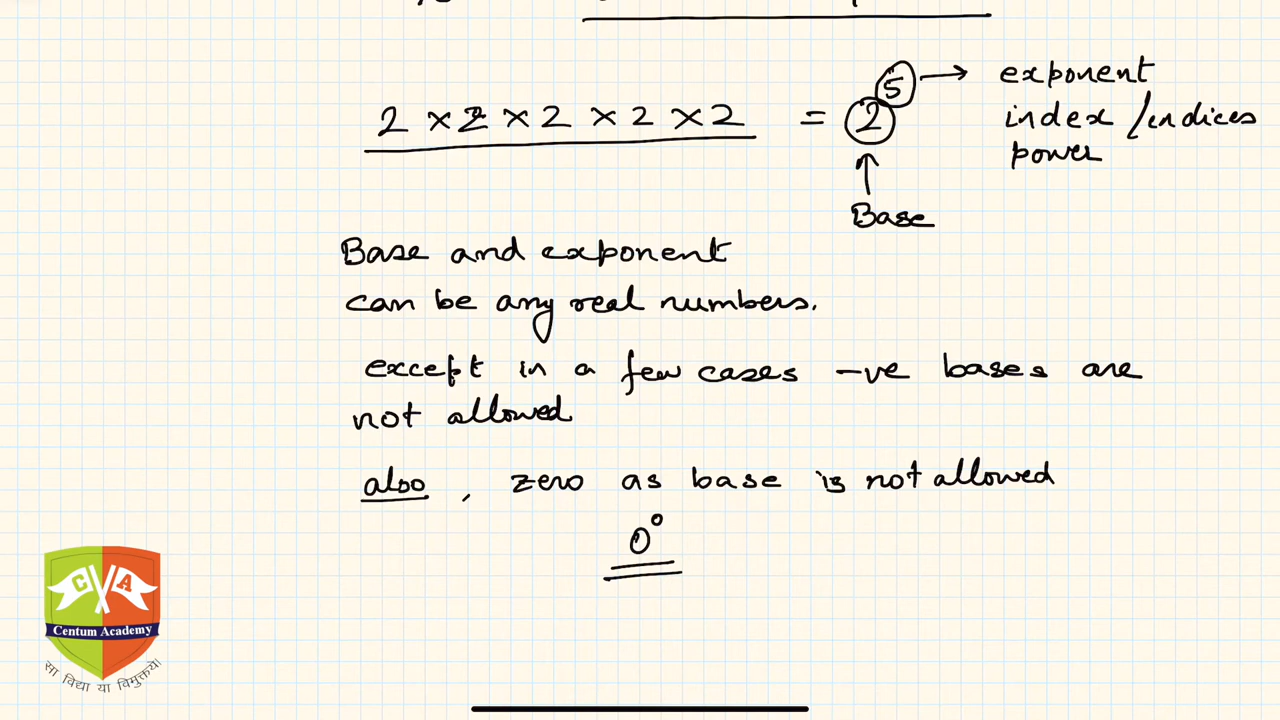 2 × 2 × 2 × 2 × 2 = 2⁵ → exponent
index / indices
power
Base
Base and exponent
can be any real numbers.
except in a few cases -ve bases are
not allowed
also, zero as base is not allowed
0⁰
C A
Centum Academy
सा विद्या या विमुक्तये